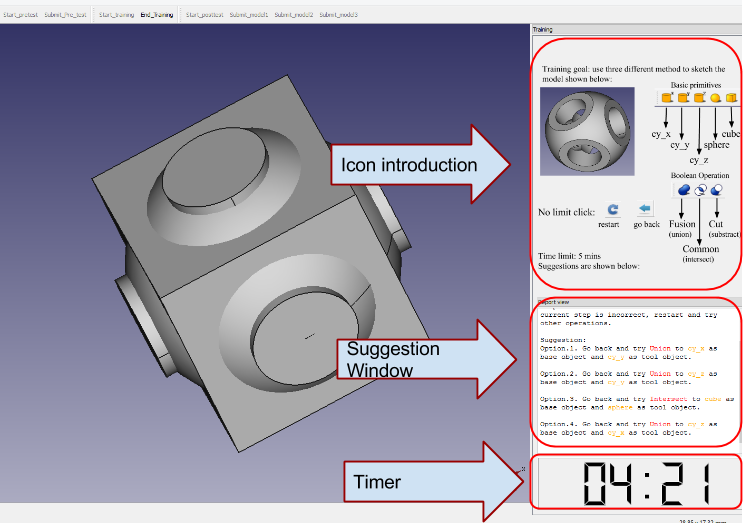 Start_pretest Submit_Pre_test Start_training End_Training Start_posttest Submit_model1 Submit_model2 Submit_model3
Training
Training goal: use three different method to sketch the
model shown below:
Basic primitives
cy_x
cy_y
cy_z
sphere
cube
Icon introduction
Boolean Operation
No limit click:
restart
go back
Fusion
(union)
Cut
(substract)
Common
(intersect)
Time limit: 5 mins
Suggestions are shown below:
Report view
current step is incorrect, restart and try
other operations.
Suggestion:
Option.1. Go back and try Union to cy_x as
base object and cy_y as tool object.
Option.2. Go back and try Union to cy_z as
base object and cy_y as tool object.
Option.3. Go back and try Intersect to cube as
base object and sphere as tool object.
Option.4. Go back and try Union to cy_z as
base object and cy_x as tool object.
Suggestion
Window
Timer
04:21